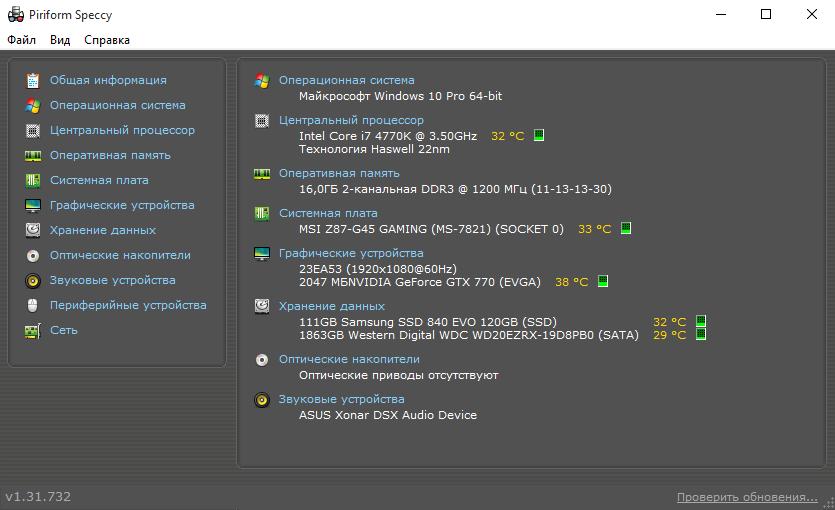 Piriform Speccy
Файл Вид Справка
Общая информация
Операционная система
Центральный процессор
Оперативная память
Системная плата
Графические устройства
Хранение данных
Оптические накопители
Звуковые устройства
Периферийные устройства
Сеть
Операционная система
Майкрософт Windows 10 Pro 64-bit
Центральный процессор
Intel Core i7 4770K @ 3.50GHz 32 °C
Технология Haswell 22nm
Оперативная память
16,0ГБ 2-канальная DDR3 @ 1200 МГц (11-13-13-30)
Системная плата
MSI Z87-G45 GAMING (MS-7821) (SOCKET 0) 33 °C
Графические устройства
23EA53 (1920x1080@60Hz)
2047 МБNVIDIA GeForce GTX 770 (EVGA) 38 °C
Хранение данных
111GB Samsung SSD 840 EVO 120GB (SSD) 32 °C
1863GB Western Digital WDC WD20EZRX-19D8PB0 (SATA) 29 °C
Оптические накопители
Оптические приводы отсутствуют
Звуковые устройства
ASUS Xonar DSX Audio Device
v1.31.732 Проверить обновения...